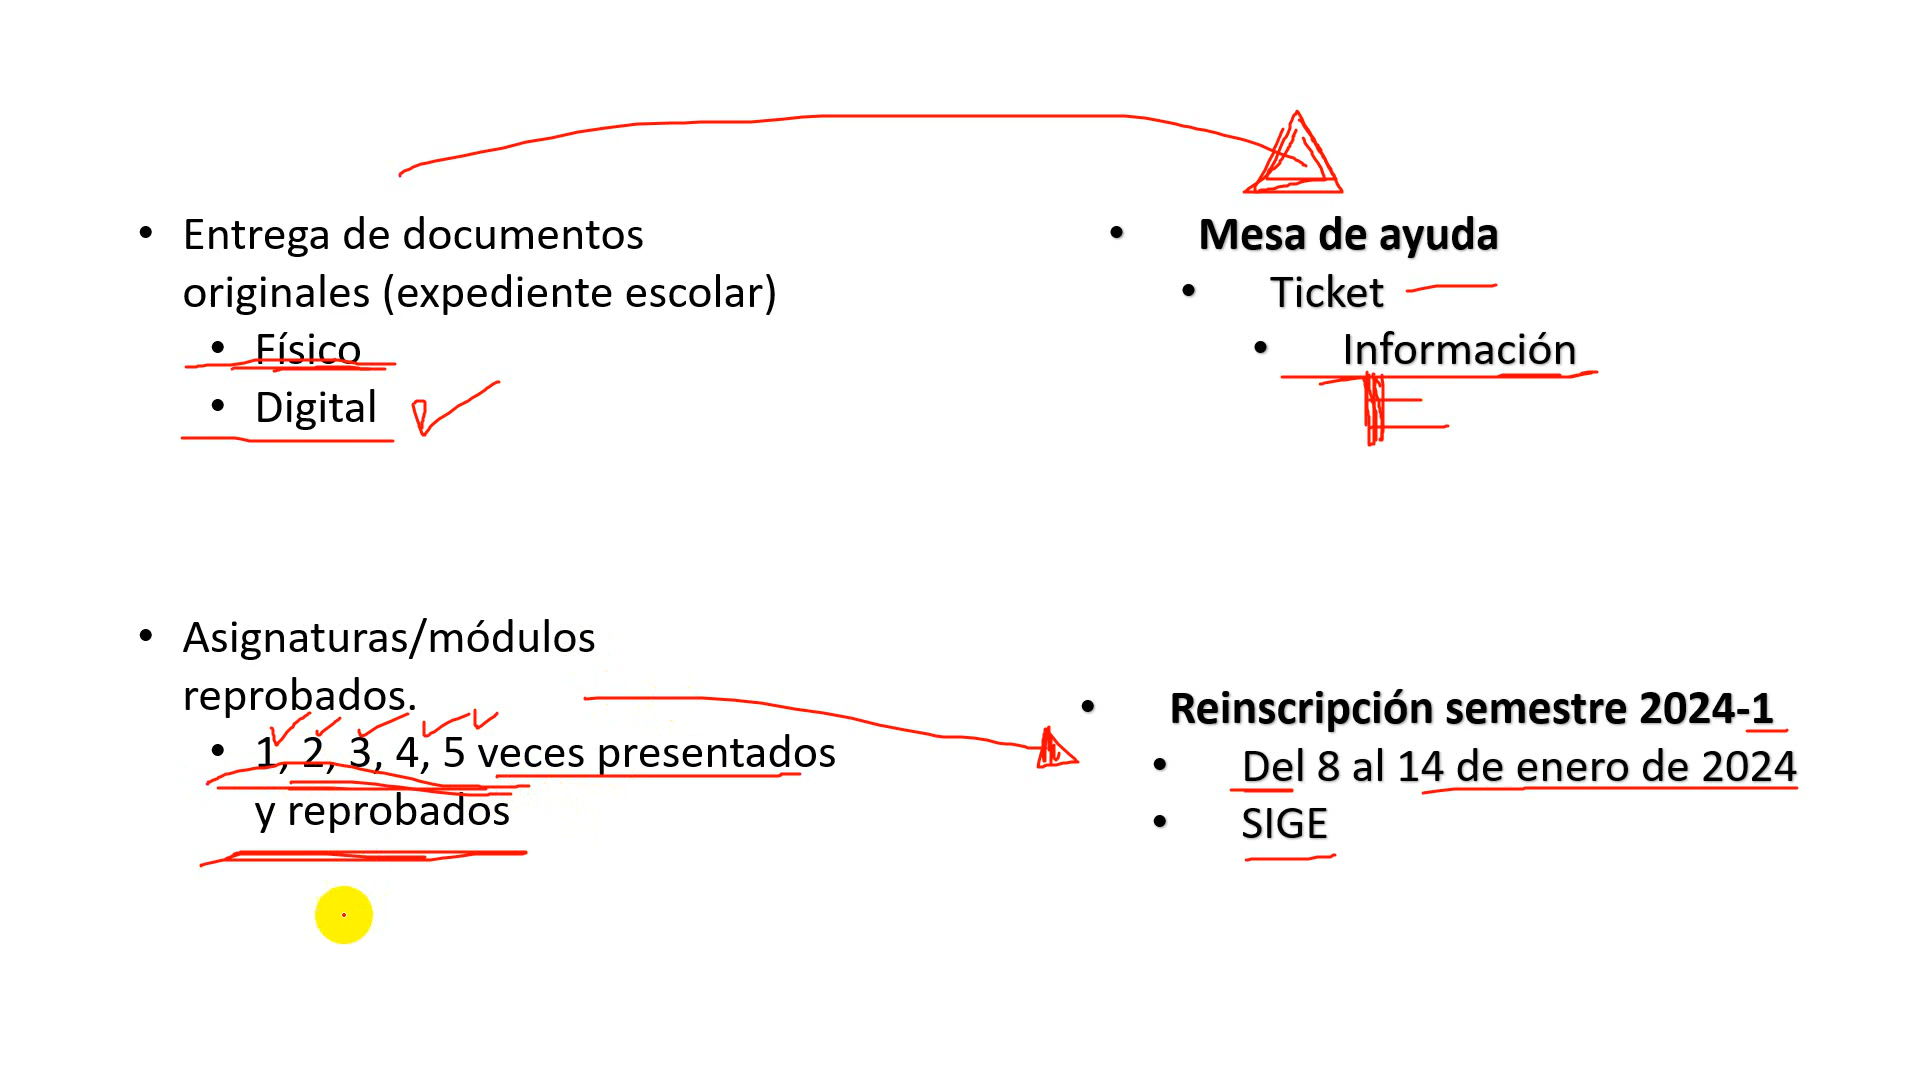 Entrega de documentos
originales (expediente escolar)
Físico
Digital
Mesa de ayuda
Ticket
Información
Asignaturas/módulos
reprobados.
1, 2, 3, 4, 5 veces presentados
y reprobados
Reinscripción semestre 2024-1
Del 8 al 14 de enero de 2024
SIGE